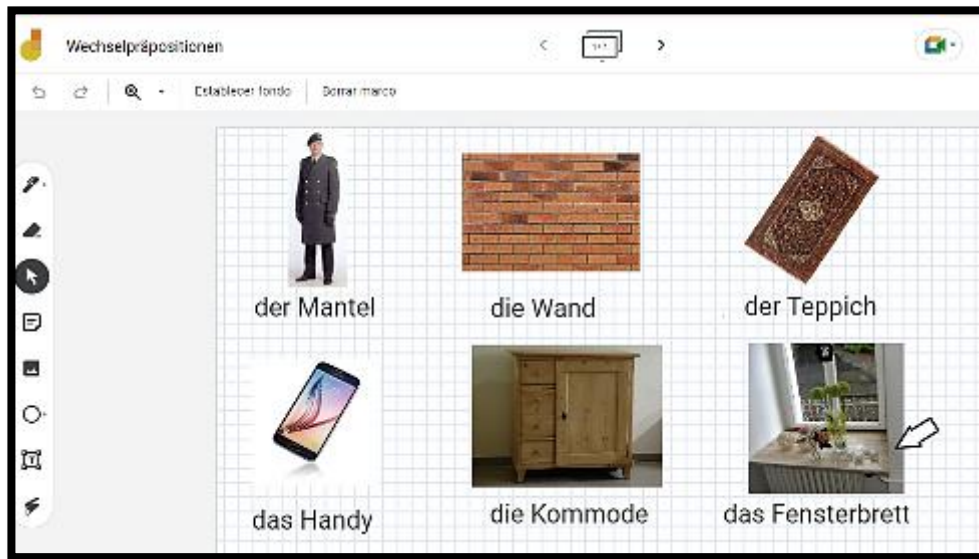 Wechselpräpositionen
Establecer fondo Borrar marco
der Mantel die Wand der Teppich
das Handy die Kommode das Fensterbrett